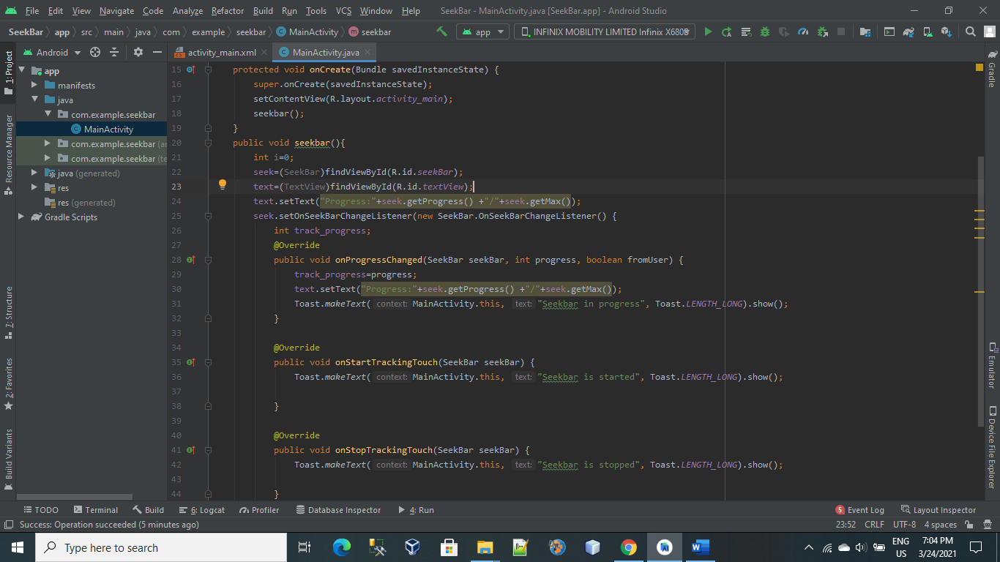 File Edit View Navigate Code Analyze Refactor Build Run Tools VCS Window Help SeekBar - MainActivity.java [SeekBar.app] - Android Studio
SeekBar app src main java com example seekbar MainActivity seekbar app INFINIX MOBILITY LIMITED Infinix X680B
Android activity_main.xml MainActivity.java
1: Project
Resource Manager
7: Structure
2: Favorites
Build Variants
app
manifests
java
com.example.seekbar
MainActivity
com.example.seekbar (an
com.example.seekbar (te
java (generated)
res
res (generated)
Gradle Scripts
15 protected void onCreate(Bundle savedInstanceState) {
16 super.onCreate(savedInstanceState);
17 setContentView(R.layout.activity_main);
18 seekbar();
19 }
20 public void seekbar(){
21 int i=0;
22 seek=(SeekBar)findViewById(R.id.seekBar);
23 text=(TextView)findViewById(R.id.textView);
24 text.setText("Progress:"+seek.getProgress() +"/"+seek.getMax());
25 seek.setOnSeekBarChangeListener(new SeekBar.OnSeekBarChangeListener() {
26 int track_progress;
27 @Override
28 public void onProgressChanged(SeekBar seekBar, int progress, boolean fromUser) {
29 track_progress=progress;
30 text.setText("Progress:"+seek.getProgress() +"/"+seek.getMax());
31 Toast.makeText( context: MainActivity.this, text: "Seekbar in progress", Toast.LENGTH_LONG).show();
32 }
33
34 @Override
35 public void onStartTrackingTouch(SeekBar seekBar) {
36 Toast.makeText( context: MainActivity.this, text: "Seekbar is started", Toast.LENGTH_LONG).show();
37
38 }
39
40 @Override
41 public void onStopTrackingTouch(SeekBar seekBar) {
42 Toast.makeText( context: MainActivity.this, text: "Seekbar is stopped", Toast.LENGTH_LONG).show();
43
44 }
Gradle
Emulator
Device File Explorer
TODO Terminal Build 6: Logcat Profiler Database Inspector 4: Run 5 Event Log Layout Inspector
Success: Operation succeeded (5 minutes ago) 23:52 CRLF UTF-8 4 spaces
Type here to search ENG 7:04 PM
US 3/24/2021